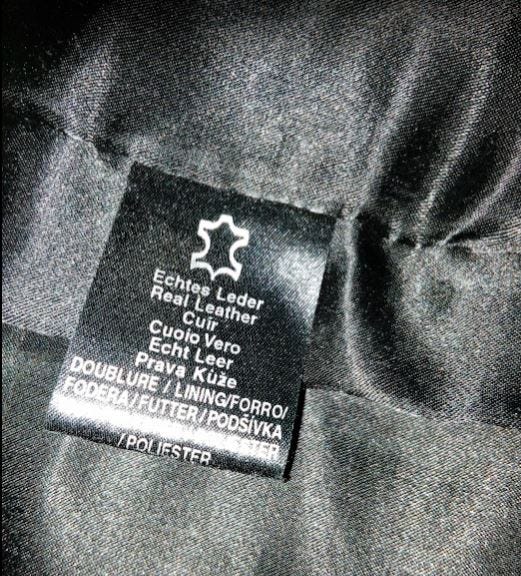 Echtes Leder
Real Leather
Cuir
Cuoio Vero
Echt Leer
Prava Kůže
DOUBLURE / LINING/FORRO/
FODERA/FUTTER/PODŠÍVKA
/POLIESTER